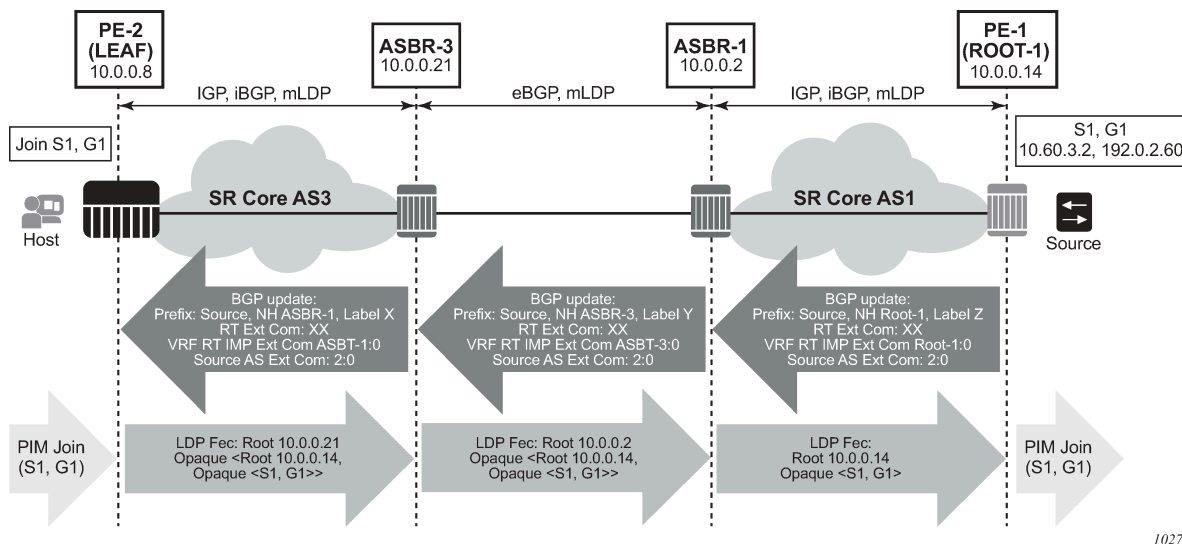 PE-2
(LEAF)
10.0.0.8
ASBR-3
10.0.0.21
ASBR-1
10.0.0.2
PE-1
(ROOT-1)
10.0.0.14
IGP, iBGP, mLDP
eBGP, mLDP
IGP, iBGP, mLDP
Join S1, G1
S1, G1
10.60.3.2, 192.0.2.60
SR Core AS3
SR Core AS1
Host
Source
BGP update:
Prefix: Source, NH ASBR-1, Label X
RT Ext Com: XX
VRF RT IMP Ext Com ASBT-1:0
Source AS Ext Com: 2:0
BGP update:
Prefix: Source, NH ASBR-3, Label Y
RT Ext Com: XX
VRF RT IMP Ext Com ASBT-3:0
Source AS Ext Com: 2:0
BGP update:
Prefix: Source, NH Root-1, Label Z
RT Ext Com: XX
VRF RT IMP Ext Com Root-1:0
Source AS Ext Com: 2:0
PIM Join
(S1, G1)
LDP Fec: Root 10.0.0.21
Opaque <Root 10.0.0.14,
Opaque <S1, G1>>
LDP Fec: Root 10.0.0.2
Opaque <Root 10.0.0.14,
Opaque <S1, G1>>
LDP Fec:
Root 10.0.0.14
Opaque <S1, G1>
PIM Join
(S1, G1)
1027